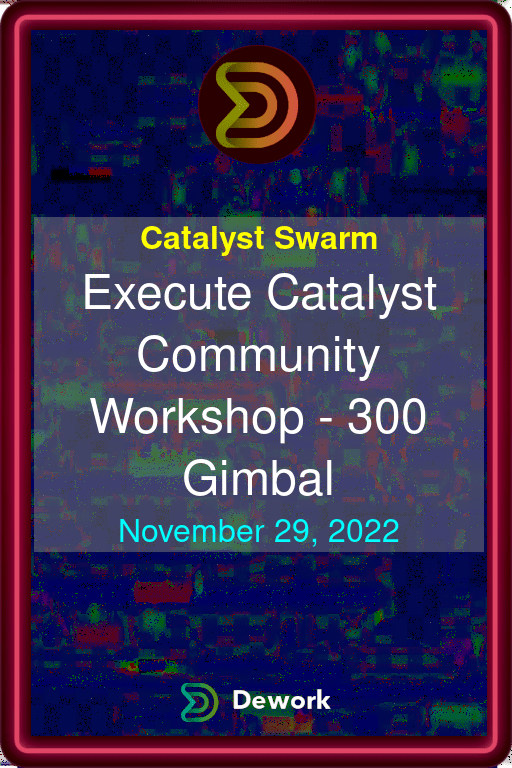 Catalyst Swarm
Execute Catalyst
Community
Workshop - 300
Gimbal
November 29, 2022
Dework